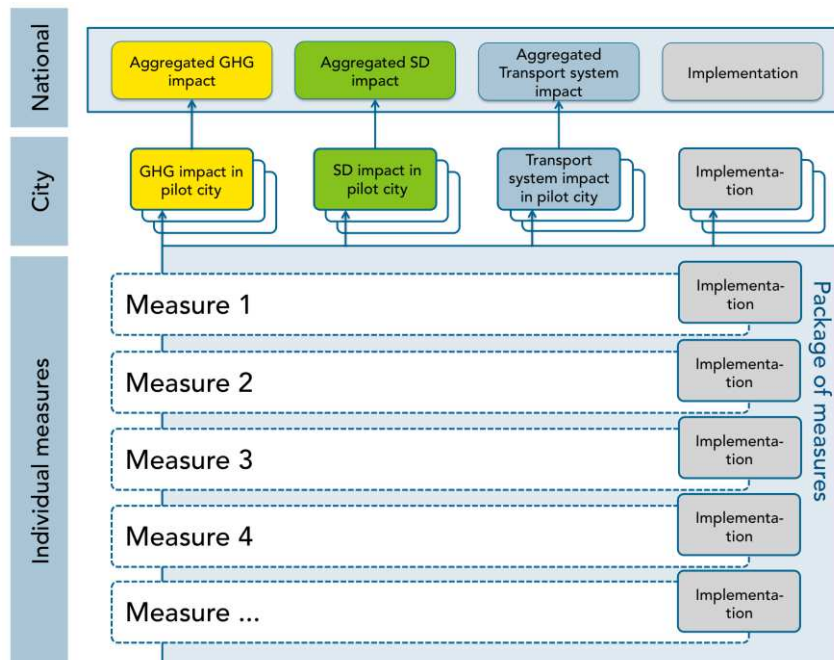 National
Aggregated GHG
impact
Aggregated SD
impact
Aggregated
Transport system
impact
Implementation
City
GHG impact in
pilot city
SD impact in
pilot city
Transport
system impact
in pilot city
Implementa-
tion
Individual measures
Measure 1
Implementa-
tion
Measure 2
Implementa-
tion
Measure 3
Implementa-
tion
Measure 4
Implementa-
tion
Measure ...
Implementa-
tion
Package of measures